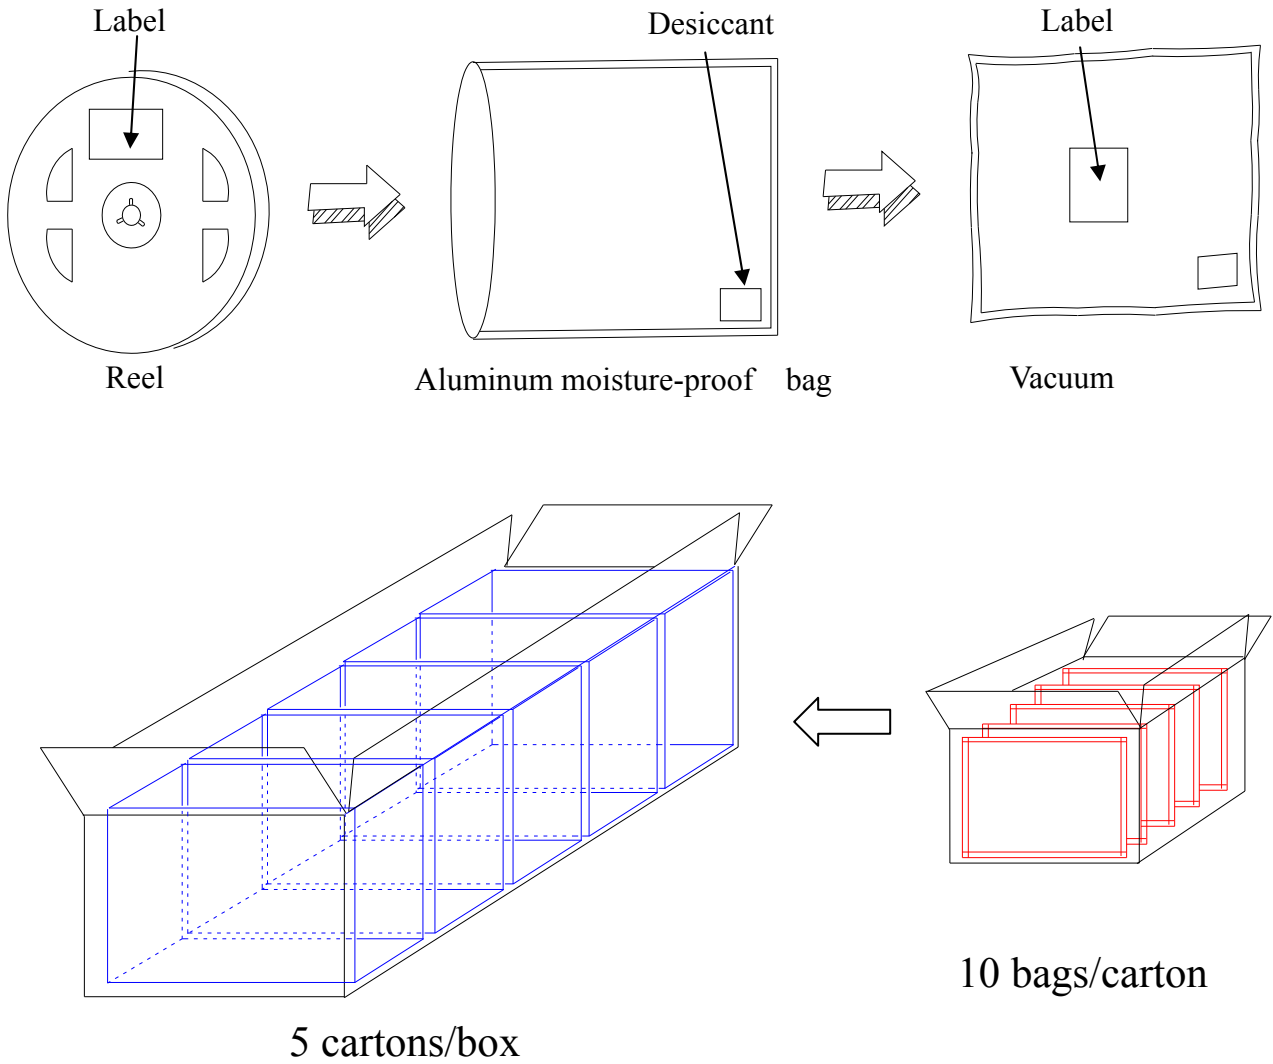 Label
Desiccant
Label
Reel
Aluminum moisture-proof bag
Vacuum
10 bags/carton
5 cartons/box